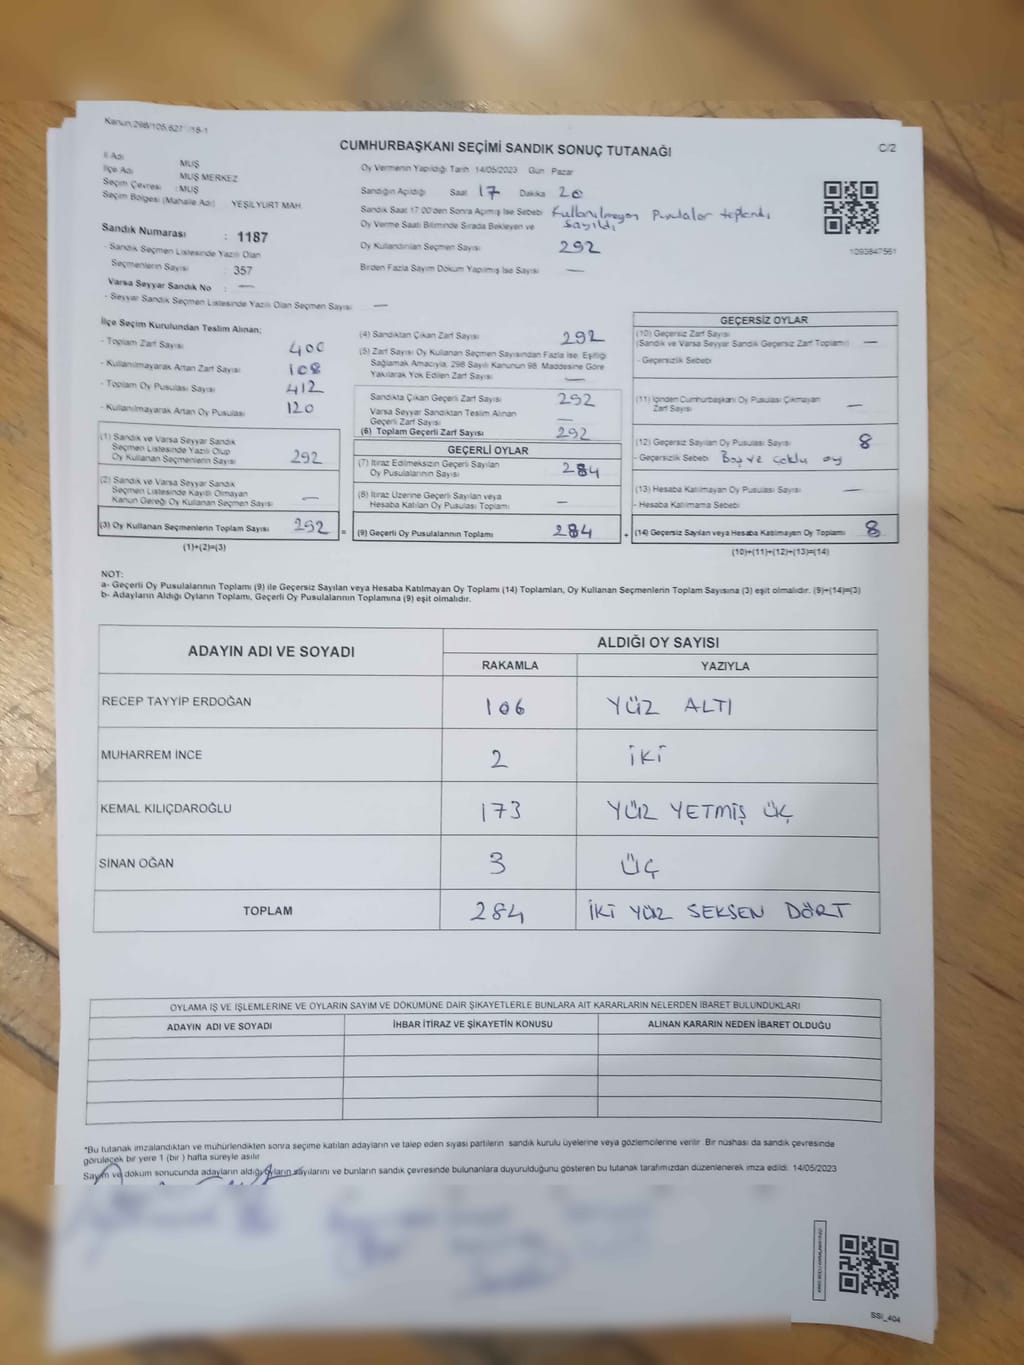 Kanun:298/105,627 /18-1
CUMHURBAŞKANI SEÇİMİ SANDIK SONUÇ TUTANAĞI
C/2
İl Adı MUŞ
İlçe Adı MUŞ MERKEZ
Seçim Çevresi : MUŞ
Seçim Bölgesi (Mahalle Adı) : YEŞİLYURT MAH.
Oy Vermenin Yapıldığı Tarih 14/05/2023 Gün Pazar
Sandığın Açıldığı Saat 17 Dakika 20
Sandık Saat 17:00'den Sonra Açılmış İse Sebebi Kullanılmayan Pusulalar toplandı
sayıldı
Oy Verme Saati Bitiminde Sırada Bekleyen ve
Oy Kullandırılan Seçmen Sayısı 292
Birden Fazla Sayım Döküm Yapılmış İse Sayısı —
1093847561
Sandık Numarası : 1187
- Sandık Seçmen Listesinde Yazılı Olan
Seçmenlerin Sayısı : 357
Varsa Seyyar Sandık No : —
- Seyyar Sandık Seçmen Listesinde Yazılı Olan Seçmen Sayısı —
İlçe Seçim Kurulundan Teslim Alınan;
- Toplam Zarf Sayısı 400
- Kullanılmayarak Artan Zarf Sayısı 108
- Toplam Oy Pusulası Sayısı 412
- Kullanılmayarak Artan Oy Pusulası 120
(1) Sandık ve Varsa Seyyar Sandık
Seçmen Listesinde Yazılı Olup
Oy Kullanan Seçmenlerin Sayısı 292
(2) Sandık ve Varsa Seyyar Sandık
Seçmen Listesinde Kayıtlı Olmayan
Kanun Gereği Oy Kullanan Seçmen Sayısı —
(3) Oy Kullanan Seçmenlerin Toplam Sayısı 292 =
(1)+(2)=(3)
(4) Sandıktan Çıkan Zarf Sayısı 292
(5) Zarf Sayısı Oy Kullanan Seçmen Sayısından Fazla İse, Eşitliği
Sağlamak Amacıyla, 298 Sayılı Kanunun 98. Maddesine Göre
Yakılarak Yok Edilen Zarf Sayısı —
Sandıkta Çıkan Geçerli Zarf Sayısı 292
Varsa Seyyar Sandıktan Teslim Alınan
Geçerli Zarf Sayısı —
(6) Toplam Geçerli Zarf Sayısı 292
GEÇERLİ OYLAR
(7) İtiraz Edilmeksizin Geçerli Sayılan
Oy Pusulalarının Sayısı 284
(8) İtiraz Üzerine Geçerli Sayılan veya
Hesaba Katılan Oy Pusulası Toplamı —
(9) Geçerli Oy Pusulalarının Toplamı 284 +
GEÇERSİZ OYLAR
(10) Geçersiz Zarf Sayısı
(Sandık ve Varsa Seyyar Sandık Geçersiz Zarf Toplamı) —
- Geçersizlik Sebebi
(11) İçinden Cumhurbaşkanı Oy Pusulası Çıkmayan
Zarf Sayısı —
(12) Geçersiz Sayılan Oy Pusulası Sayısı 8
- Geçersizlik Sebebi Boş ve çoklu oy
(13) Hesaba Katılmayan Oy Pusulası Sayısı —
- Hesaba Katılmama Sebebi
(14) Geçersiz Sayılan veya Hesaba Katılmayan Oy Toplamı 8
(10)+(11)+(12)+(13)=(14)
NOT:
a- Geçerli Oy Pusulalarının Toplamı (9) ile Geçersiz Sayılan veya Hesaba Katılmayan Oy Toplamı (14) Toplamları, Oy Kullanan Seçmenlerin Toplam Sayısına (3) eşit olmalıdır. (9)+(14)=(3)
b- Adayların Aldığı Oyların Toplamı, Geçerli Oy Pusulalarının Toplamına (9) eşit olmalıdır.
ADAYIN ADI VE SOYADI
ALDIĞI OY SAYISI
RAKAMLA YAZIYLA
RECEP TAYYİP ERDOĞAN 106 YÜZ ALTI
MUHARREM İNCE 2 İKİ
KEMAL KILIÇDAROĞLU 173 YÜZ YETMİŞ ÜÇ
SİNAN OĞAN 3 ÜÇ
TOPLAM 284 İKİ YÜZ SEKSEN DÖRT
OYLAMA İŞ VE İŞLEMLERİNE VE OYLARIN SAYIM VE DÖKÜMÜNE DAİR ŞİKAYETLERLE BUNLARA AİT KARARLARIN NELERDEN İBARET BULUNDUKLARI
ADAYIN ADI VE SOYADI İHBAR İTİRAZ VE ŞİKAYETİN KONUSU ALINAN KARARIN NEDEN İBARET OLDUĞU
*Bu tutanak imzalandıktan ve mühürlendikten sonra seçime katılan adayların ve talep eden siyasi partilerin sandık kurulu üyelerine veya gözlemcilerine verilir Bir nüshası da sandık çevresinde
görülecek bir yere 1 (bir ) hafta süreyle asılır
Sayım ve döküm sonucunda adayların aldığı oyların sayılarını ve bunların sandık çevresinde bulunanlara duyurulduğunu gösteren bu tutanak tarafımızdan düzenlenerek imza edildi. 14/05/2023
SSI_404